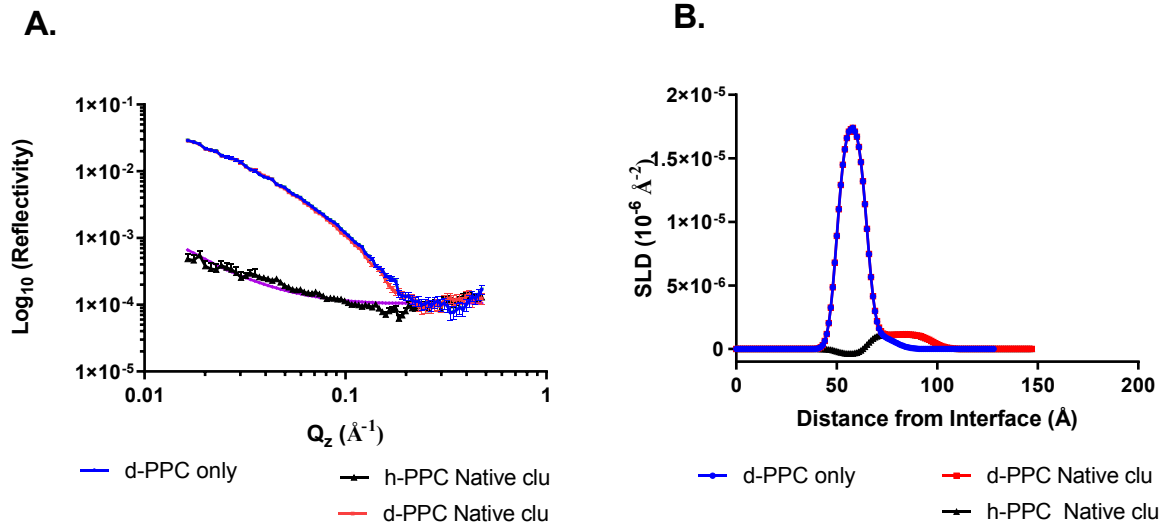 A.
B.
Log10 (Reflectivity)
1×10-1
1×10-2
1×10-3
1×10-4
1×10-5
0.01
0.1
1
Qz (Å-1)
d-PPC only
h-PPC Native clu
d-PPC Native clu
SLD (10-6 Å-2)
2×10-5
1.5×10-5
1×10-5
5×10-6
0
0
50
100
150
200
Distance from Interface (Å)
d-PPC only
d-PPC Native clu
h-PPC Native clu